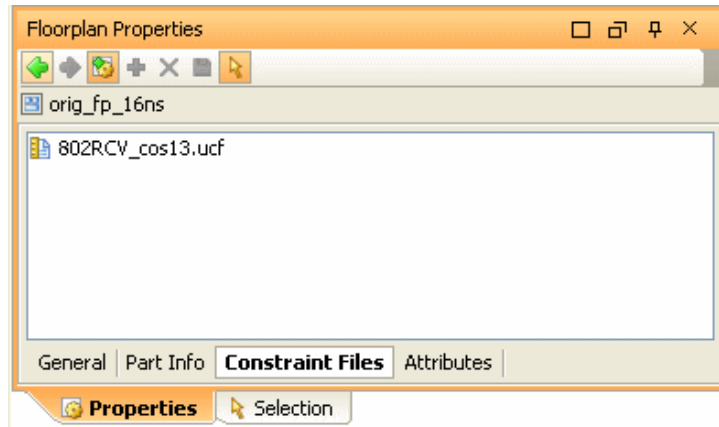 Floorplan Properties
orig_fp_16ns
802RCV_cos13.ucf
General Part Info Constraint Files Attributes
Properties Selection